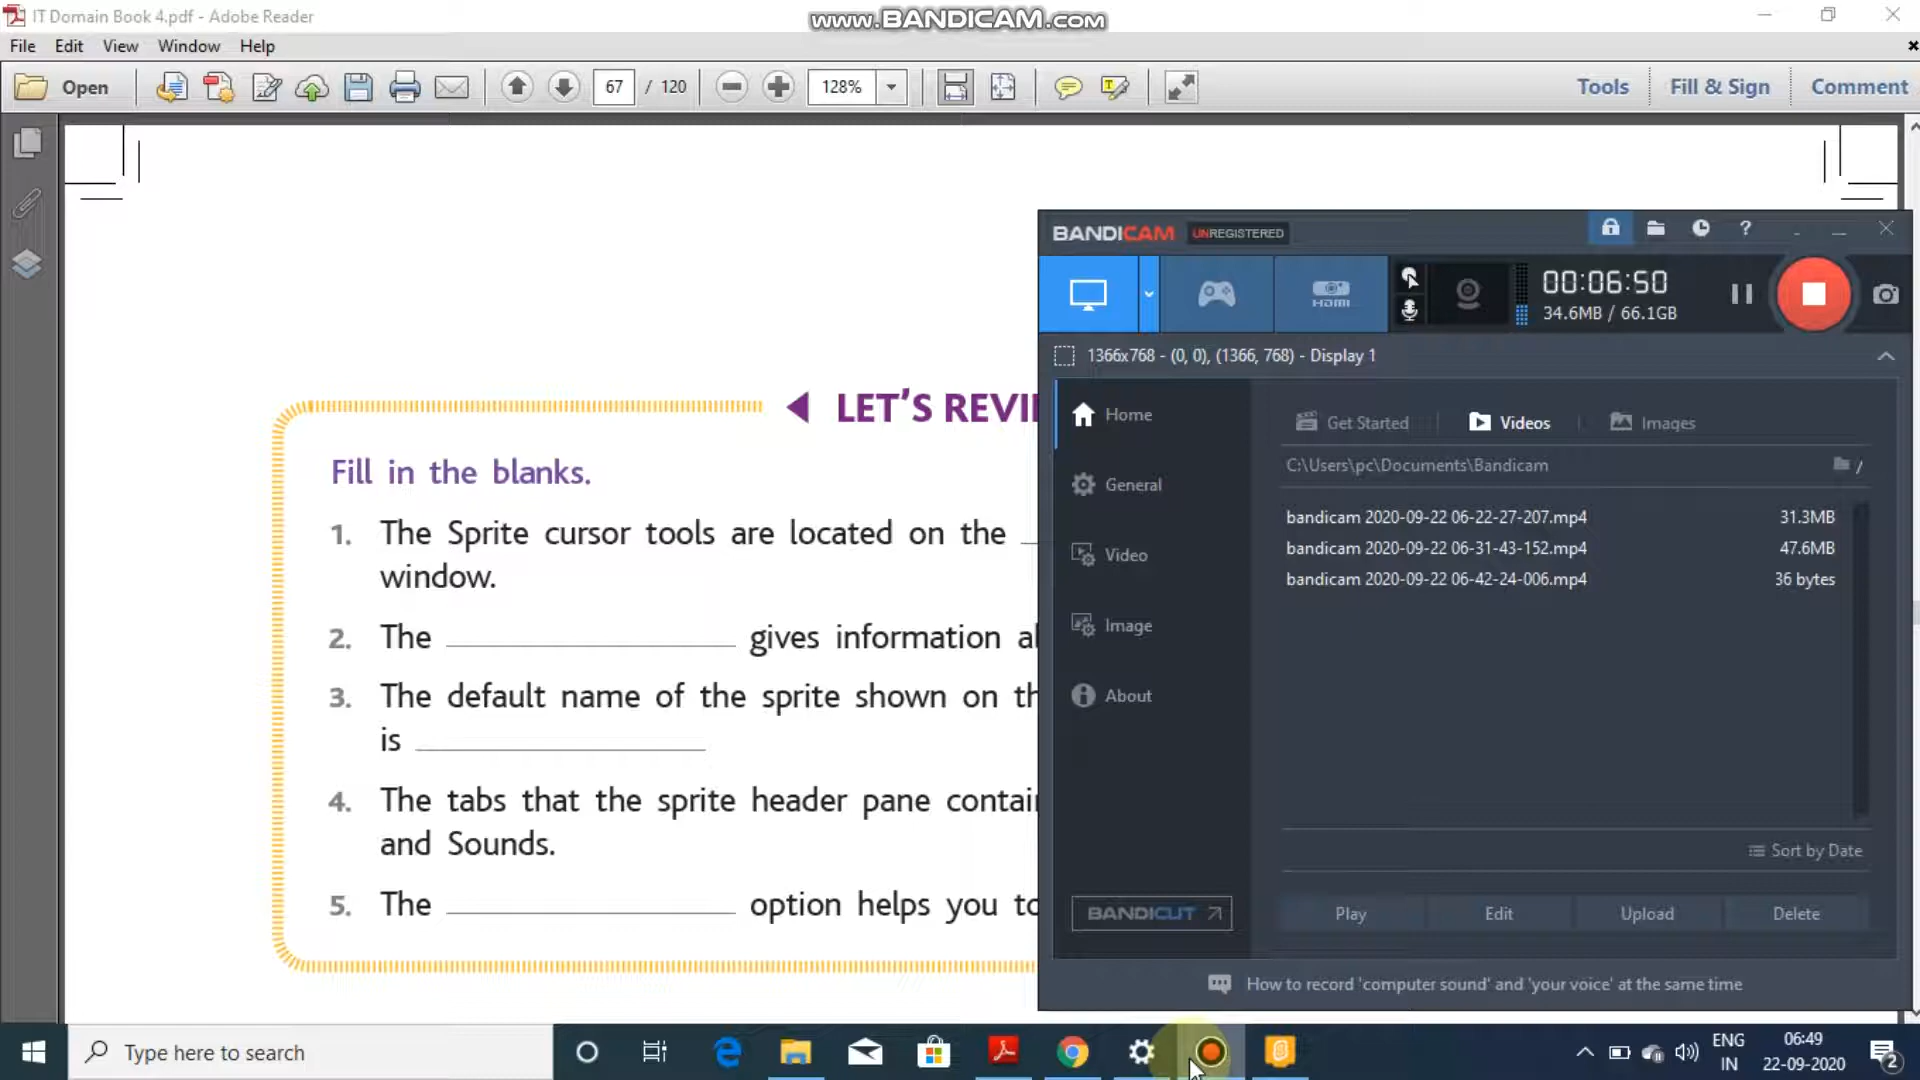 IT Domain Book 4.pdf - Adobe Reader
www.BANDICAM.com
File Edit View Window Help
Open 67 / 120 128% Tools Fill & Sign Comment
LET'S REVI
Fill in the blanks.
1. The Sprite cursor tools are located on the
window.
2. The gives information al
3. The default name of the sprite shown on th
is
4. The tabs that the sprite header pane contai
and Sounds.
5. The option helps you to
BANDICAM UNREGISTERED
HDMI
00:06:50
34.6MB / 66.1GB
1366x768 - (0, 0), (1366, 768) - Display 1
Home
General
Video
Image
About
BANDICUT
Get Started Videos Images
C:\Users\pc\Documents\Bandicam /
bandicam 2020-09-22 06-22-27-207.mp4 31.3MB
bandicam 2020-09-22 06-31-43-152.mp4 47.6MB
bandicam 2020-09-22 06-42-24-006.mp4 36 bytes
Sort by Date
Play Edit Upload Delete
How to record 'computer sound' and 'your voice' at the same time
Type here to search
ENG
IN
06:49
22-09-2020
2